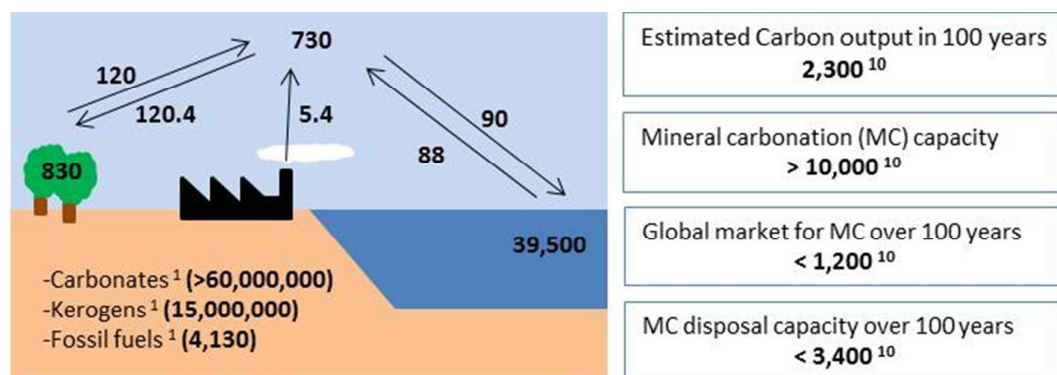 730
120
120.4
5.4
90
88
830
39,500
-Carbonates ¹ (>60,000,000)
-Kerogens ¹ (15,000,000)
-Fossil fuels ¹ (4,130)
Estimated Carbon output in 100 years
2,300 ¹⁰
Mineral carbonation (MC) capacity
> 10,000 ¹⁰
Global market for MC over 100 years
< 1,200 ¹⁰
MC disposal capacity over 100 years
< 3,400 ¹⁰